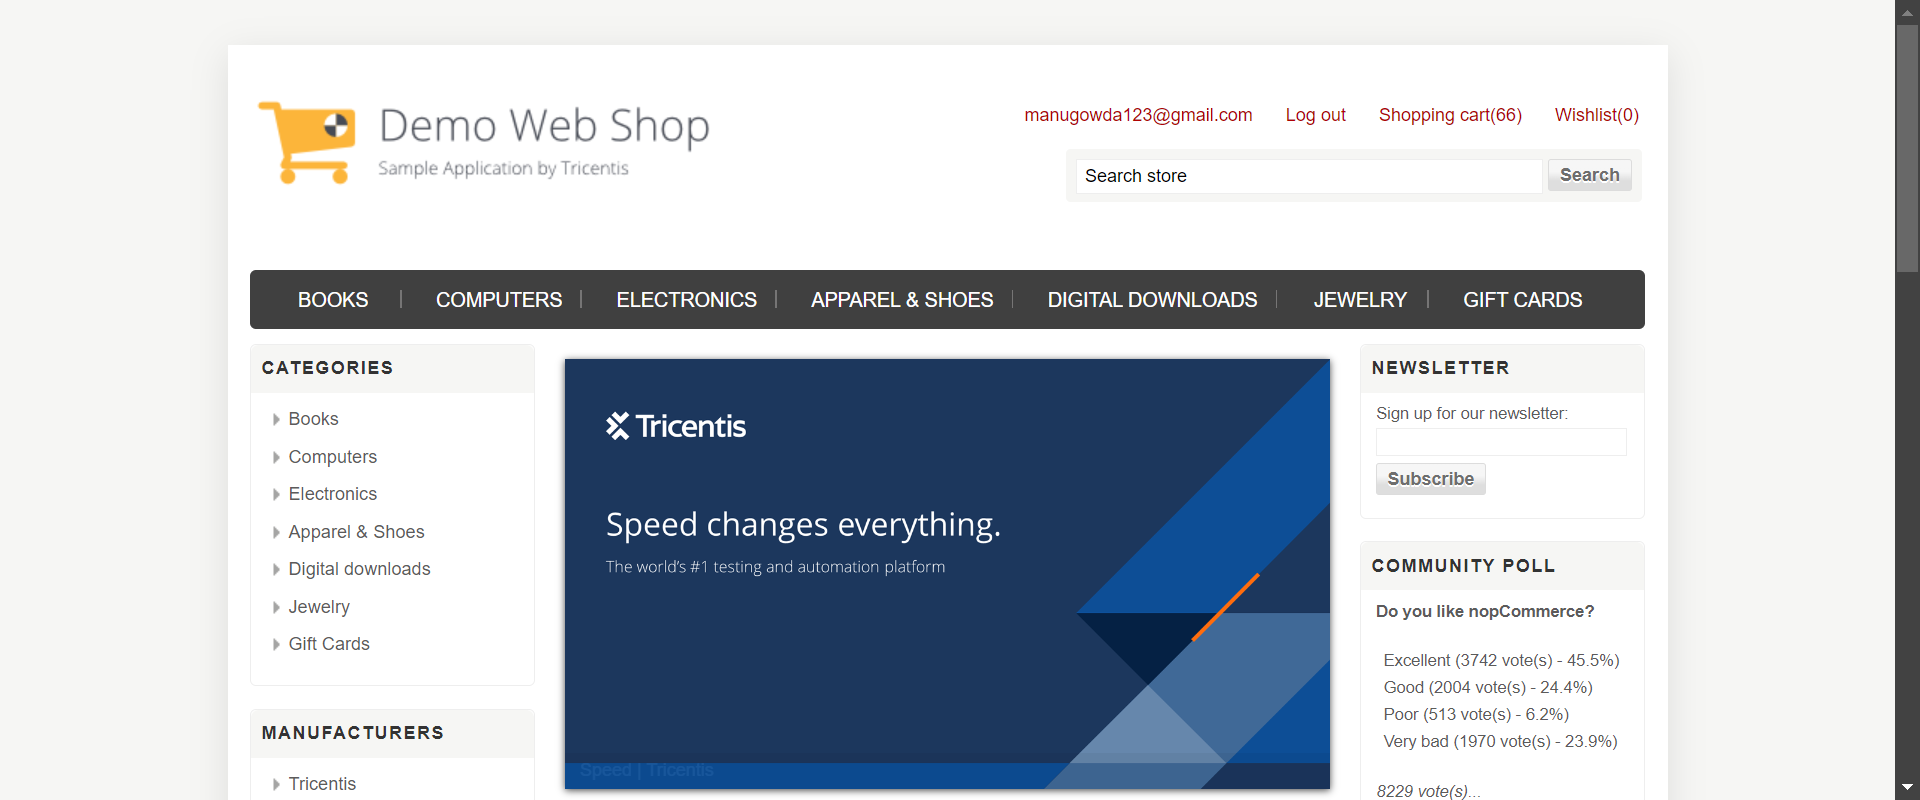 Demo Web Shop
Sample Application by Tricentis
manugowda123@gmail.com Log out Shopping cart(66) Wishlist(0)
Search store Search
BOOKS COMPUTERS ELECTRONICS APPAREL & SHOES DIGITAL DOWNLOADS JEWELRY GIFT CARDS
CATEGORIES
Books
Computers
Electronics
Apparel & Shoes
Digital downloads
Jewelry
Gift Cards
MANUFACTURERS
Tricentis
Tricentis
Speed changes everything.
The world's #1 testing and automation platform
Speed | Tricentis
NEWSLETTER
Sign up for our newsletter:
Subscribe
COMMUNITY POLL
Do you like nopCommerce?
Excellent (3742 vote(s) - 45.5%)
Good (2004 vote(s) - 24.4%)
Poor (513 vote(s) - 6.2%)
Very bad (1970 vote(s) - 23.9%)
8229 vote(s)...